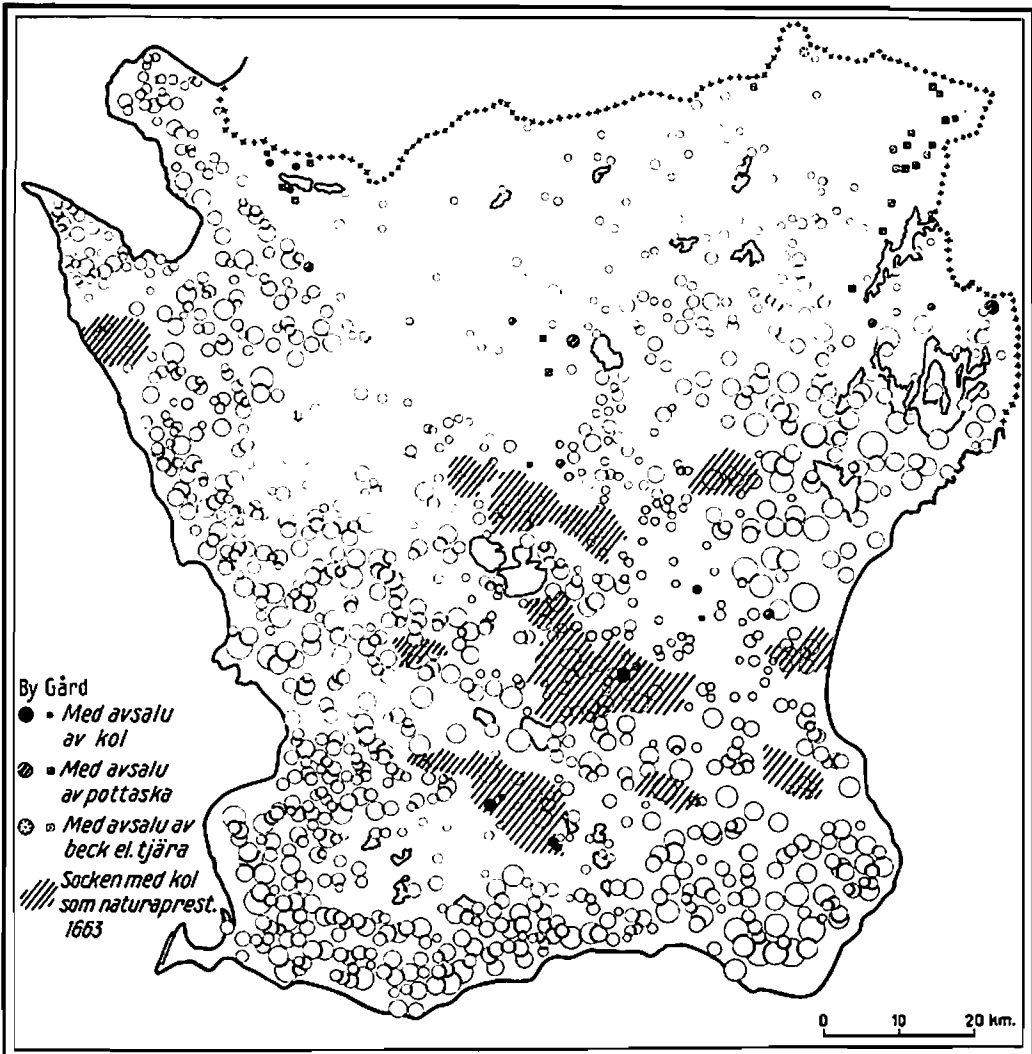 By Gård
Med avsalu
av kol
Med avsalu
av pottaska
Med avsalu av
beck el. tjära
Socken med kol
som naturaprest.
1663
0 10 20 km.